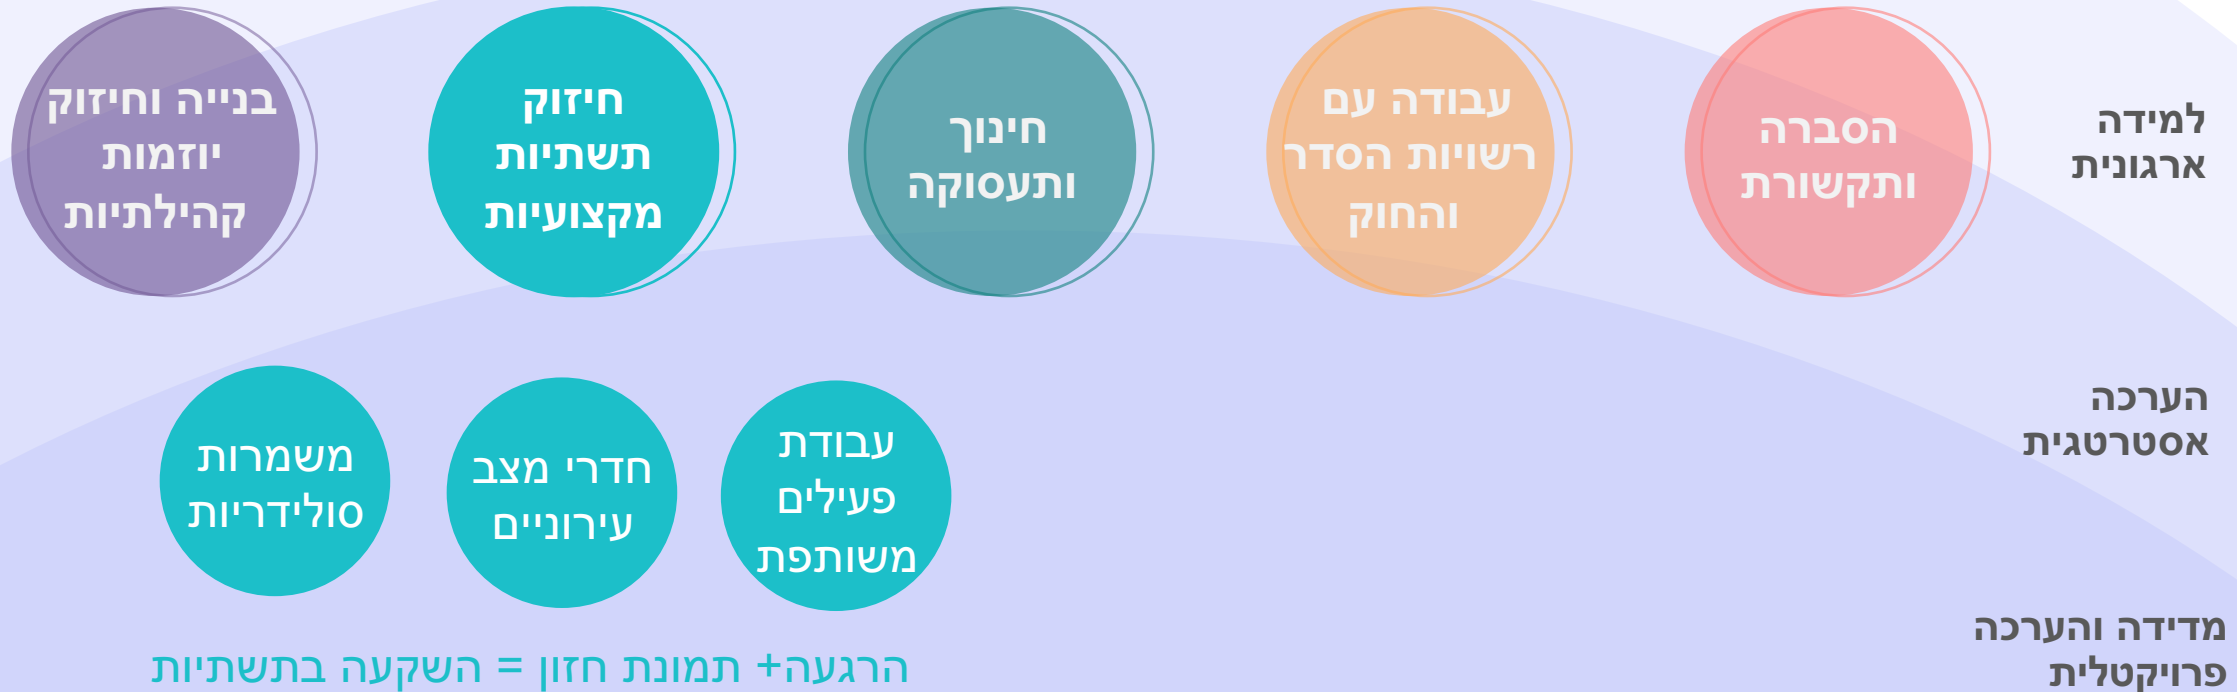 למידה
ארגונית
הסברה
ותקשורת
עבודה עם
רשויות הסדר
והחוק
חינוך
ותעסוקה
חיזוק
תשתיות
מקצועיות
בנייה וחיזוק
יוזמות
קהילתיות
הערכה
אסטרטגית
עבודת
פעילים
משותפת
חדרי מצב
עירוניים
משמרות
סולידריות
מדידה והערכה
פרויקטלית
הרגעה+ תמונת חזון = השקעה בתשתיות